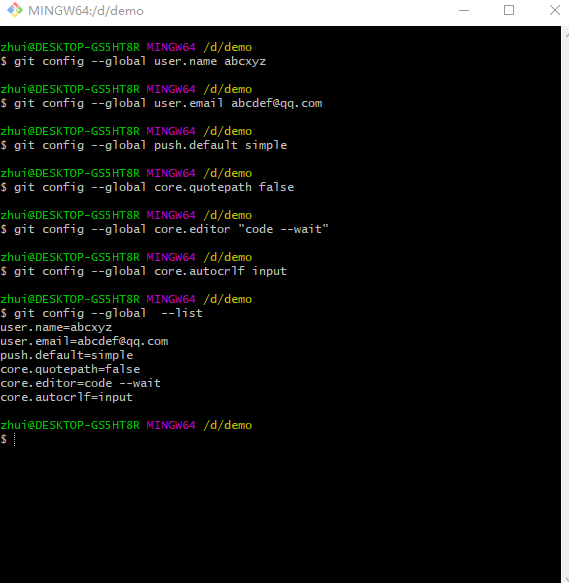 MINGW64:/d/demo
zhui@DESKTOP-GS5HT8R MINGW64 /d/demo
$ git config --global user.name abcxyz
zhui@DESKTOP-GS5HT8R MINGW64 /d/demo
$ git config --global user.email abcdef@qq.com
zhui@DESKTOP-GS5HT8R MINGW64 /d/demo
$ git config --global push.default simple
zhui@DESKTOP-GS5HT8R MINGW64 /d/demo
$ git config --global core.quotepath false
zhui@DESKTOP-GS5HT8R MINGW64 /d/demo
$ git config --global core.editor "code --wait"
zhui@DESKTOP-GS5HT8R MINGW64 /d/demo
$ git config --global core.autocrlf input
zhui@DESKTOP-GS5HT8R MINGW64 /d/demo
$ git config --global  --list
user.name=abcxyz
user.email=abcdef@qq.com
push.default=simple
core.quotepath=false
core.editor=code --wait
core.autocrlf=input
zhui@DESKTOP-GS5HT8R MINGW64 /d/demo
$